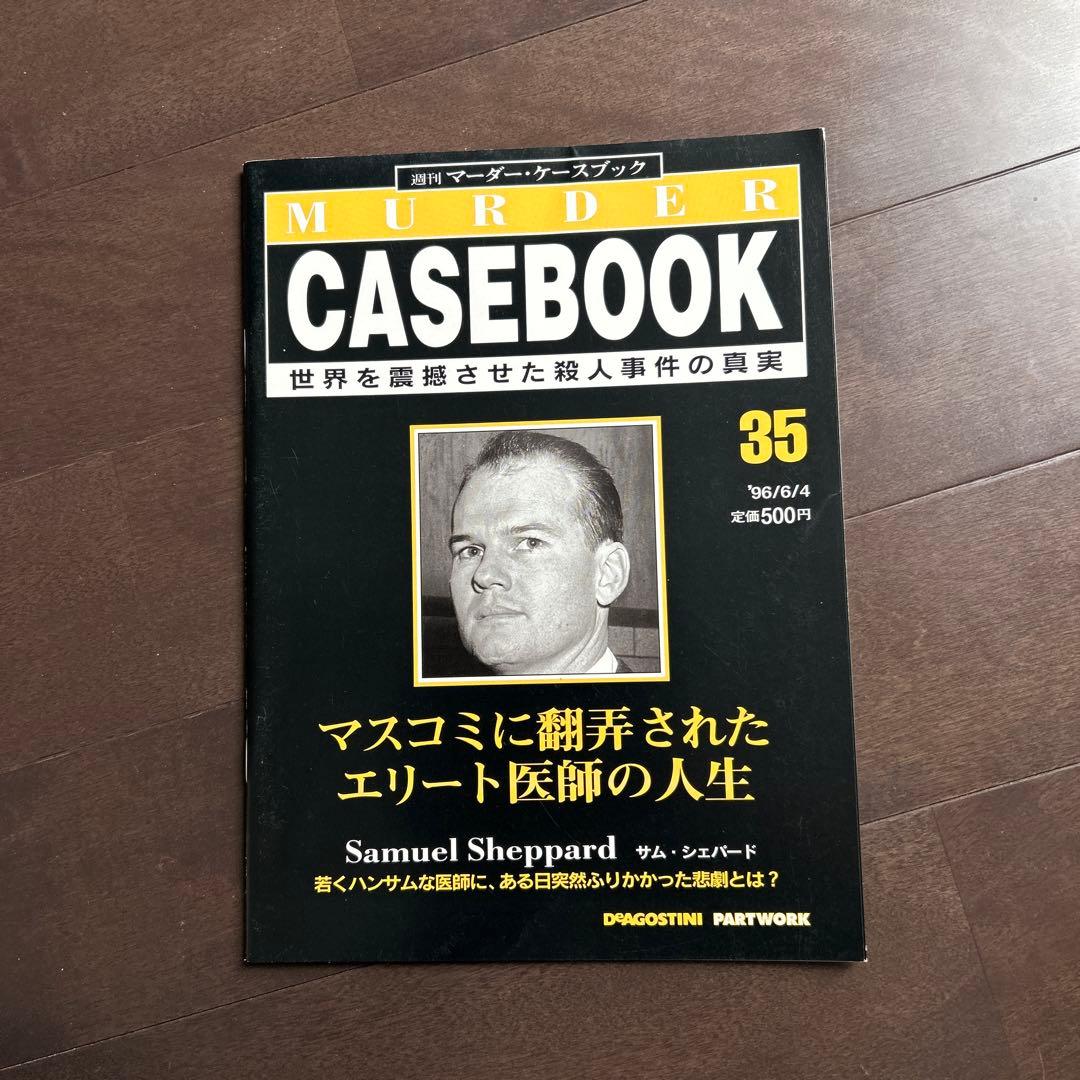 週刊 マーダー・ケースブック
MURDER
CASEBOOK
世界を震撼させた殺人事件の真実
35
'96/6/4
定価500円
マスコミに翻弄された
エリート医師の人生
Samuel Sheppard サム・シェパード
若くハンサムな医師に、ある日突然ふりかかった悲劇とは？
DeAGOSTINI PARTWORK